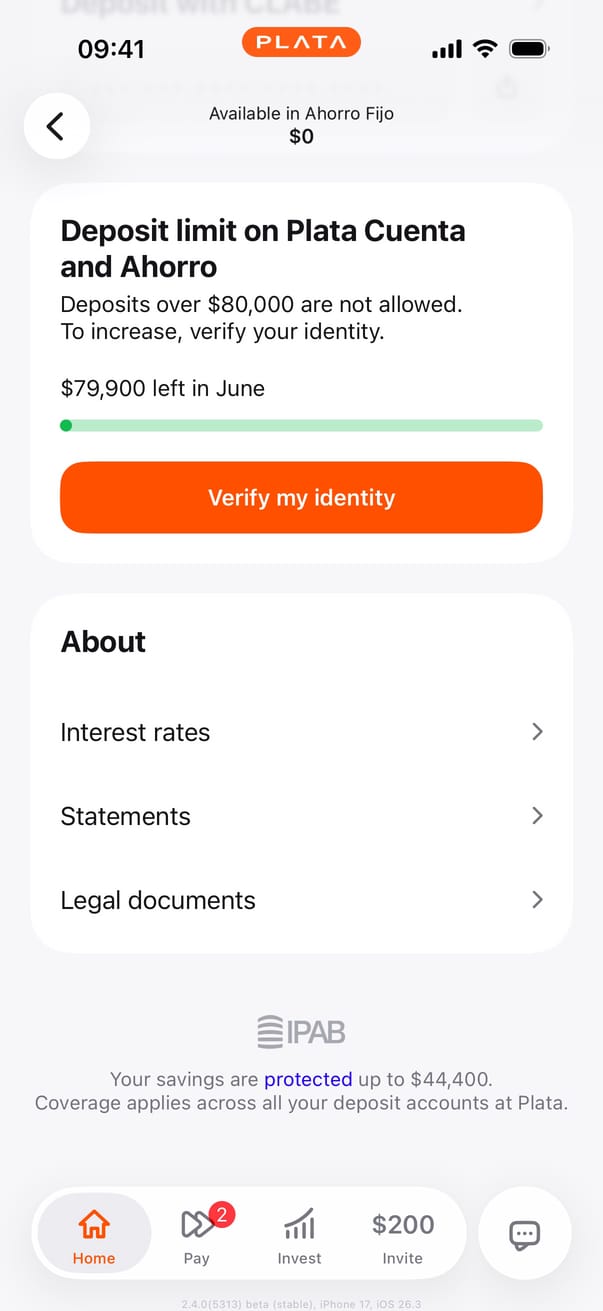 Deposit with CLABE
09:41
PLATA
Available in Ahorro Fijo
$0
Deposit limit on Plata Cuenta
and Ahorro
Deposits over $80,000 are not allowed.
To increase, verify your identity.
$79,900 left in June
Verify my identity
About
Interest rates
Statements
Legal documents
IPAB
Your savings are protected up to $44,400.
Coverage applies across all your deposit accounts at Plata.
2
$200
Home
Pay
Invest
Invite
2.4.0(5313) beta (stable), iPhone 17, iOS 26.3